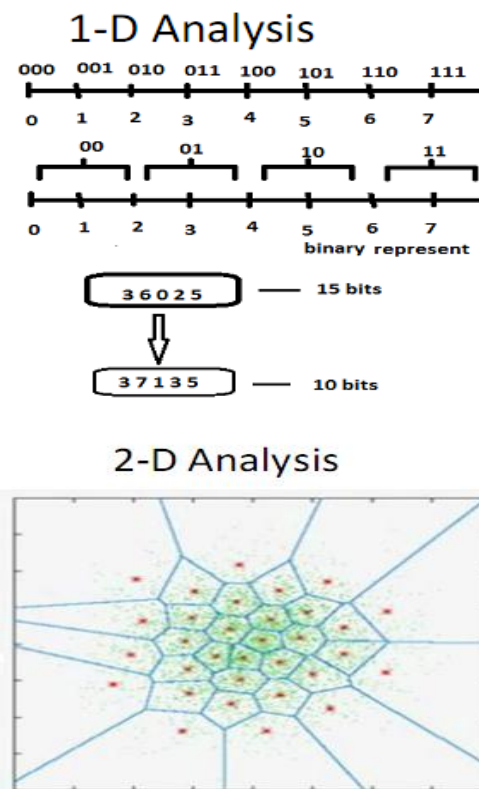 1-D Analysis
000 001 010 011 100 101 110 111
0 1 2 3 4 5 6 7
00 01 10 11
0 1 2 3 4 5 6 7
binary represent
3 6 0 2 5 15 bits
3 7 1 3 5 10 bits
2-D Analysis